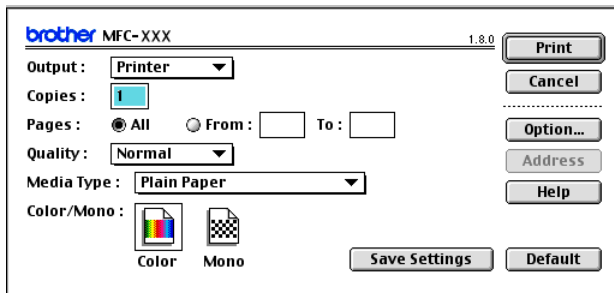 brother MFC-XXX 1.8.0 Print
Output : Printer
Cancel
Copies : 1
Pages : All From : To : Option...
Quality : Normal
Address
Media Type : Plain Paper
Help
Color/Mono :
Color Mono
Save Settings Default